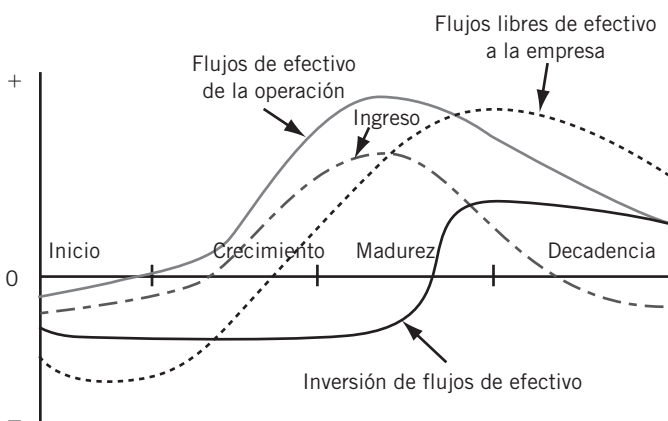 Flujos libres de efectivo
a la empresa
Flujos de efectivo
de la operación
+
Ingreso
Inicio
Crecimiento
Madurez
Decadencia
0
Inversión de flujos de efectivo
–